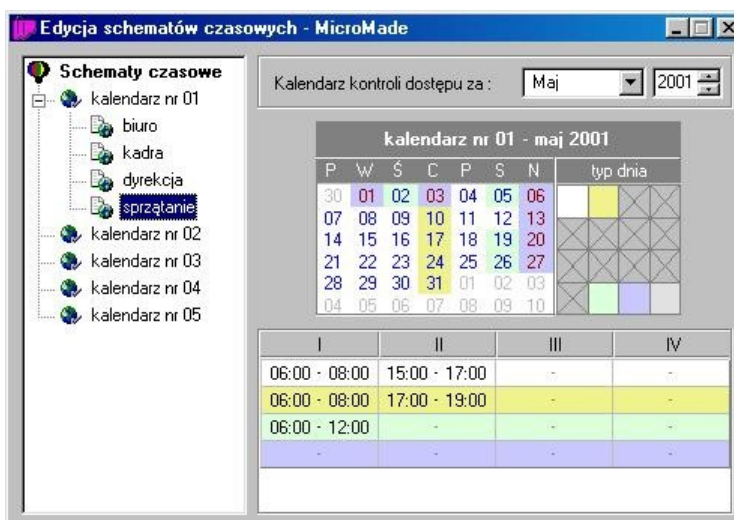 Edycja schematów czasowych - MicroMade
Schematy czasowe
kalendarz nr 01
biuro
kadra
dyrekcja
sprzątanie
kalendarz nr 02
kalendarz nr 03
kalendarz nr 04
kalendarz nr 05
Kalendarz kontroli dostępu za : Maj 2001
kalendarz nr 01 - maj 2001
P W Ś C P S N typ dnia
30 01 02 03 04 05 06
07 08 09 10 11 12 13
14 15 16 17 18 19 20
21 22 23 24 25 26 27
28 29 30 31 01 02 03
04 05 06 07 08 09 10
I II III IV
06:00 - 08:00 15:00 - 17:00 - -
06:00 - 08:00 17:00 - 19:00 - -
06:00 - 12:00 - - -
- - - -